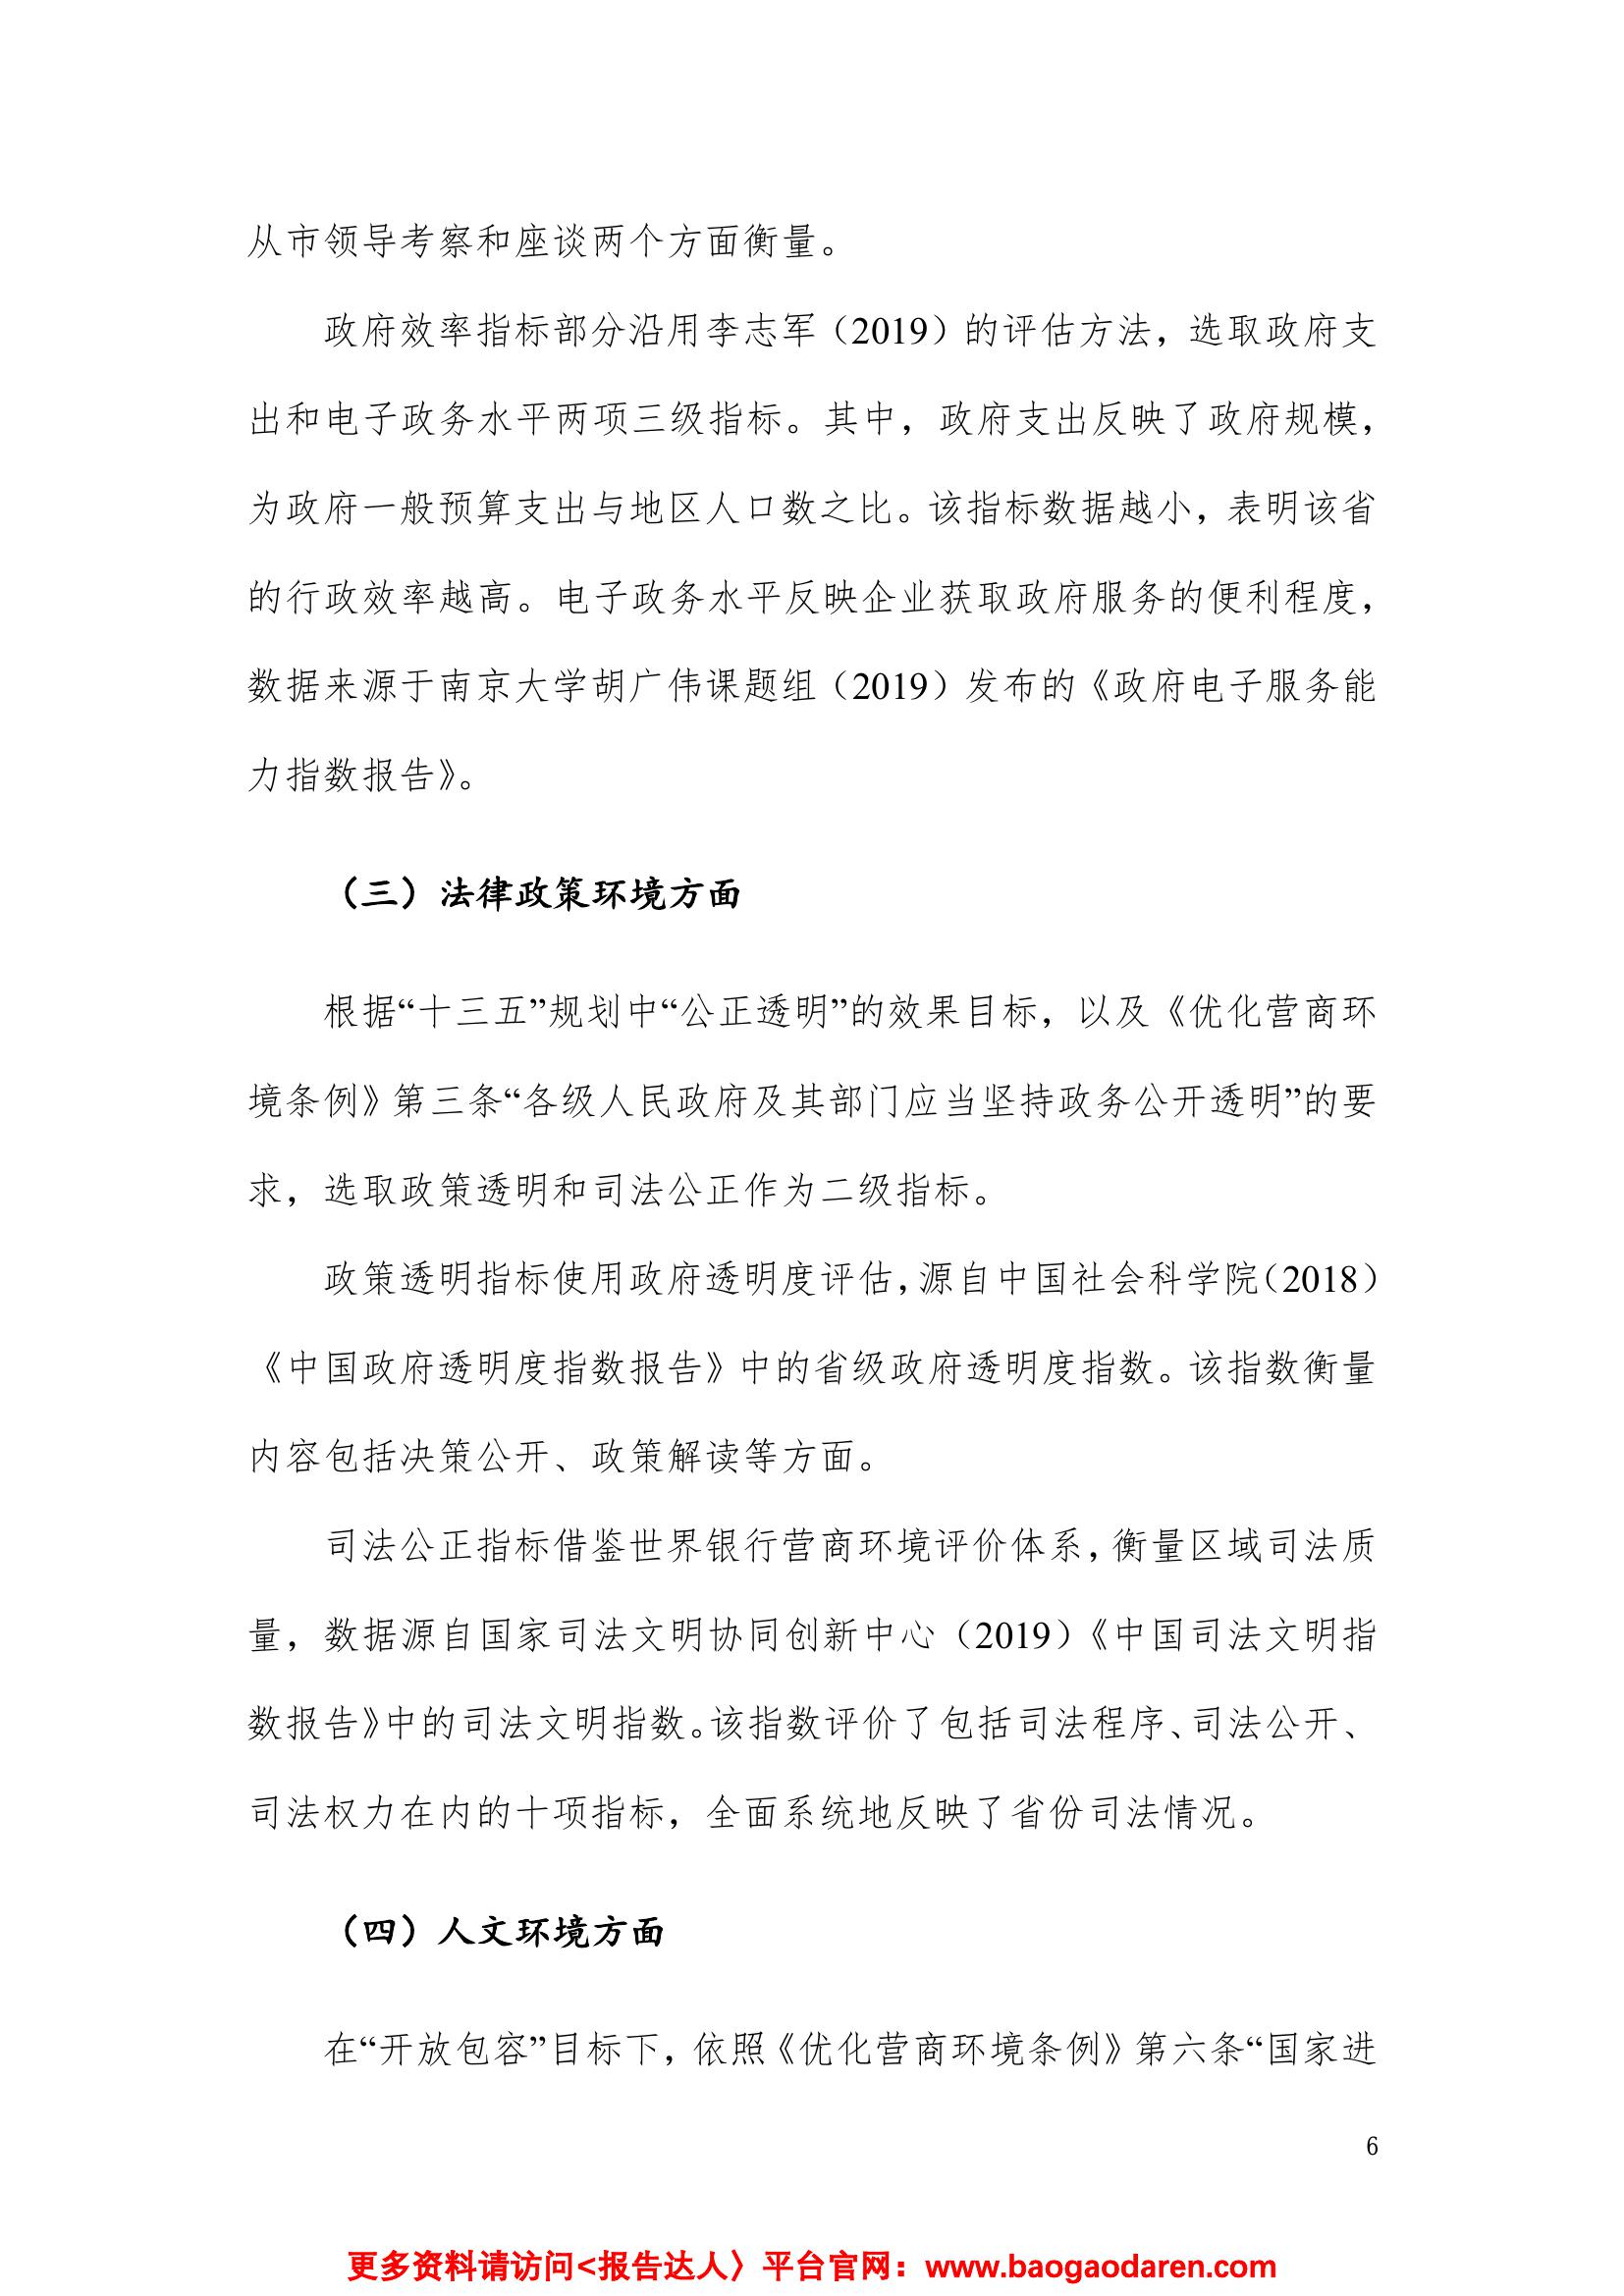 从市领导考察和座谈两个方面衡量。
政府效率指标部分沿用李志军（2019）的评估方法，选取政府支
出和电子政务水平两项三级指标。其中，政府支出反映了政府规模，
为政府一般预算支出与地区人口数之比。该指标数据越小，表明该省
的行政效率越高。电子政务水平反映企业获取政府服务的便利程度，
数据来源于南京大学胡广伟课题组（2019）发布的《政府电子服务能
力指数报告》。
（三）法律政策环境方面
根据“十三五”规划中“公正透明”的效果目标，以及《优化营商环
境条例》第三条“各级人民政府及其部门应当坚持政务公开透明”的要
求，选取政策透明和司法公正作为二级指标。
政策透明指标使用政府透明度评估，源自中国社会科学院（2018）
《中国政府透明度指数报告》中的省级政府透明度指数。该指数衡量
内容包括决策公开、政策解读等方面。
司法公正指标借鉴世界银行营商环境评价体系，衡量区域司法质
量，数据源自国家司法文明协同创新中心（2019）《中国司法文明指
数报告》中的司法文明指数。该指数评价了包括司法程序、司法公开、
司法权力在内的十项指标，全面系统地反映了省份司法情况。
（四）人文环境方面
在“开放包容”目标下，依照《优化营商环境条例》第六条“国家进
6
更多资料请访问<报告达人〉平台官网：www.baogaodaren.com